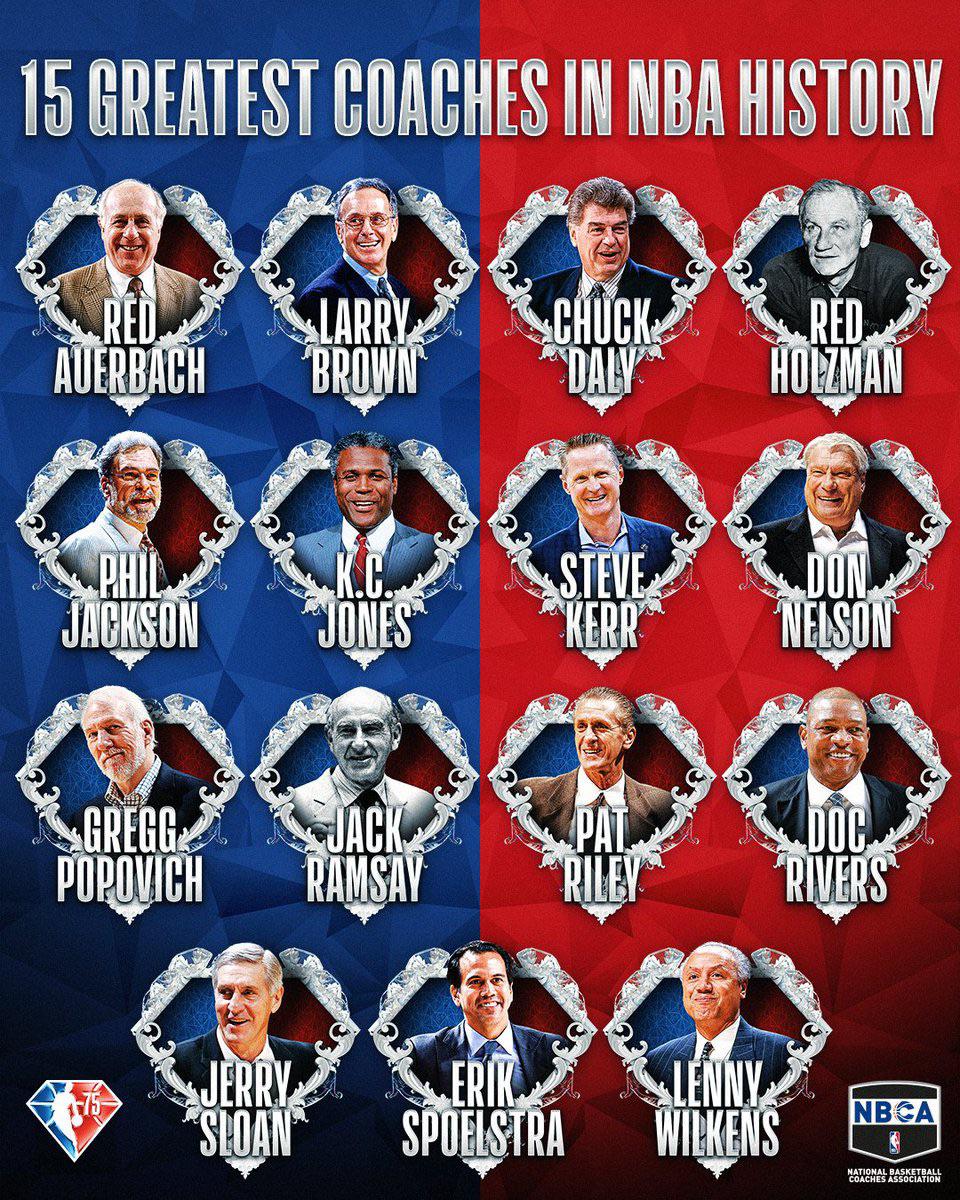 15 GREATEST COACHES IN NBA HISTORY
RED
AUERBACH
LARRY
BROWN
CHUCK
DALY
RED
HOLZMAN
PHIL
JACKSON
K.C.
JONES
STEVE
KERR
DON
NELSON
GREGG
POPOVICH
JACK
RAMSAY
PAT
RILEY
DOC
RIVERS
JERRY
SLOAN
ERIK
SPOELSTRA
LENNY
WILKENS
75
NBCA
NATIONAL BASKETBALL
COACHES ASSOCIATION